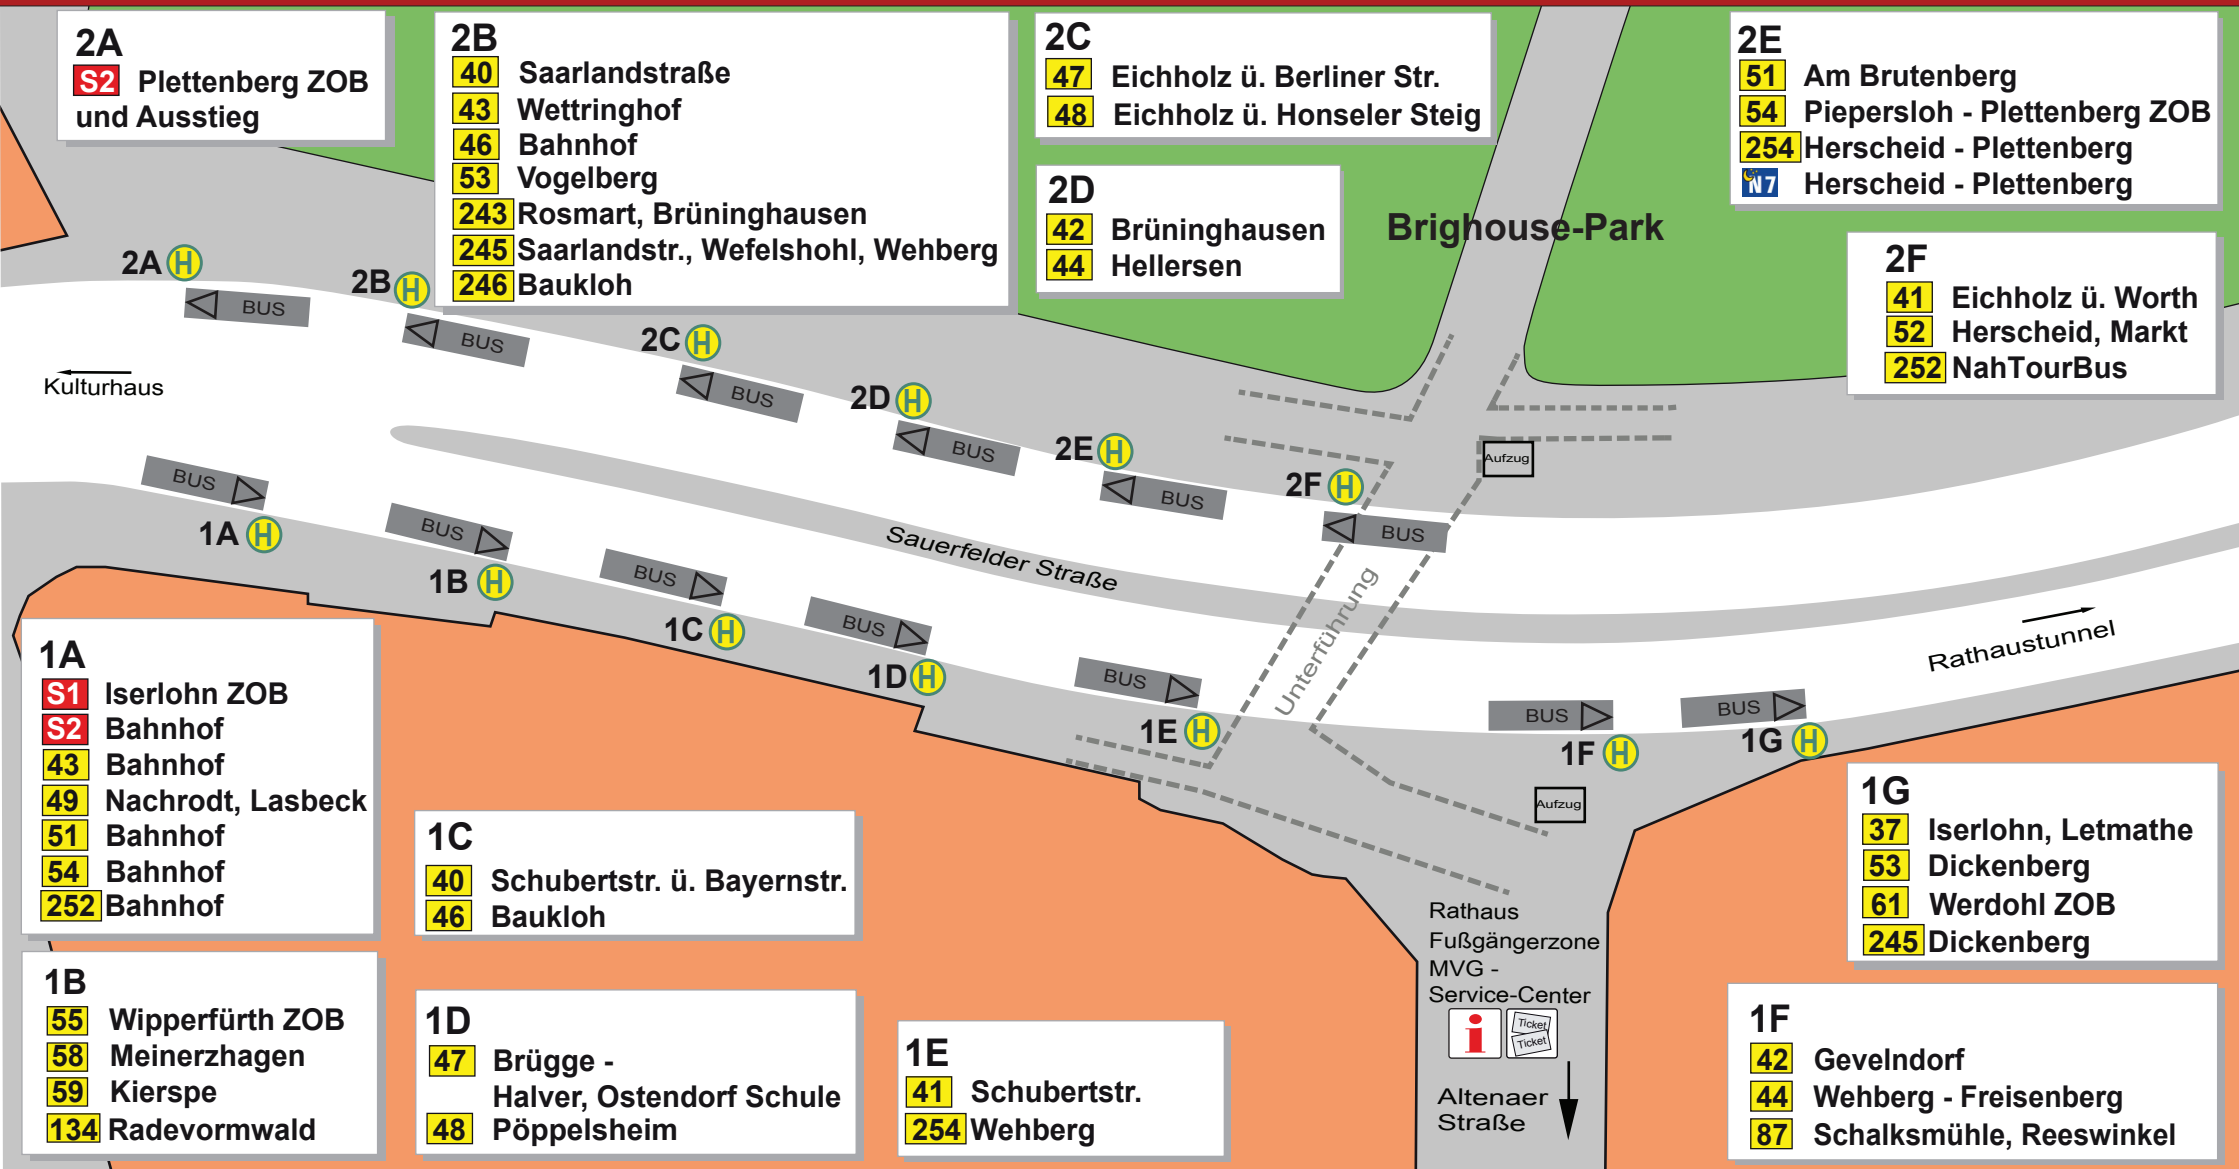 2A
S2 Plettenberg ZOB
und Ausstieg
2B
40 Saarlandstraße
43 Wettringhof
46 Bahnhof
53 Vogelberg
243 Rosmart, Brüninghausen
245 Saarlandstr., Wefelshohl, Wehberg
246 Baukloh
2C
47 Eichholz ü. Berliner Str.
48 Eichholz ü. Honseler Steig
2D
42 Brüninghausen
44 Hellersen
Brighouse-Park
2E
51 Am Brutenberg
54 Piepersloh - Plettenberg ZOB
254 Herscheid - Plettenberg
N7 Herscheid - Plettenberg
2F
41 Eichholz ü. Worth
52 Herscheid, Markt
252 NahTourBus
2A H
BUS
2B H
BUS
2C H
BUS
2D H
BUS
2E H
BUS
2F H
BUS
Aufzug
Kulturhaus
Sauerfelder Straße
Unterführung
Rathaustunnel
BUS
1A H
BUS
1B H
BUS
1C H
BUS
1D H
BUS
1E H
BUS
1F H
BUS
1G H
Aufzug
1A
S1 Iserlohn ZOB
S2 Bahnhof
43 Bahnhof
49 Nachrodt, Lasbeck
51 Bahnhof
54 Bahnhof
252 Bahnhof
1B
55 Wipperfürth ZOB
58 Meinerzhagen
59 Kierspe
134 Radevormwald
1C
40 Schubertstr. ü. Bayernstr.
46 Baukloh
1D
47 Brügge -
Halver, Ostendorf Schule
48 Pöppelsheim
1E
41 Schubertstr.
254 Wehberg
Rathaus
Fußgängerzone
MVG -
Service-Center
i
Ticket
Ticket
Altenaer
Straße
1G
37 Iserlohn, Letmathe
53 Dickenberg
61 Werdohl ZOB
245 Dickenberg
1F
42 Gevelndorf
44 Wehberg - Freisenberg
87 Schalksmühle, Reeswinkel